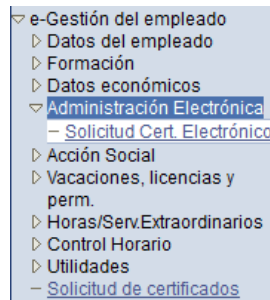 e-Gestión del empleado
Datos del empleado
Formación
Datos económicos
Administración Electrónica
– Solicitud Cert. Electrónico
Acción Social
Vacaciones, licencias y
perm.
Horas/Serv.Extraordinarios
Control Horario
Utilidades
– Solicitud de certificados